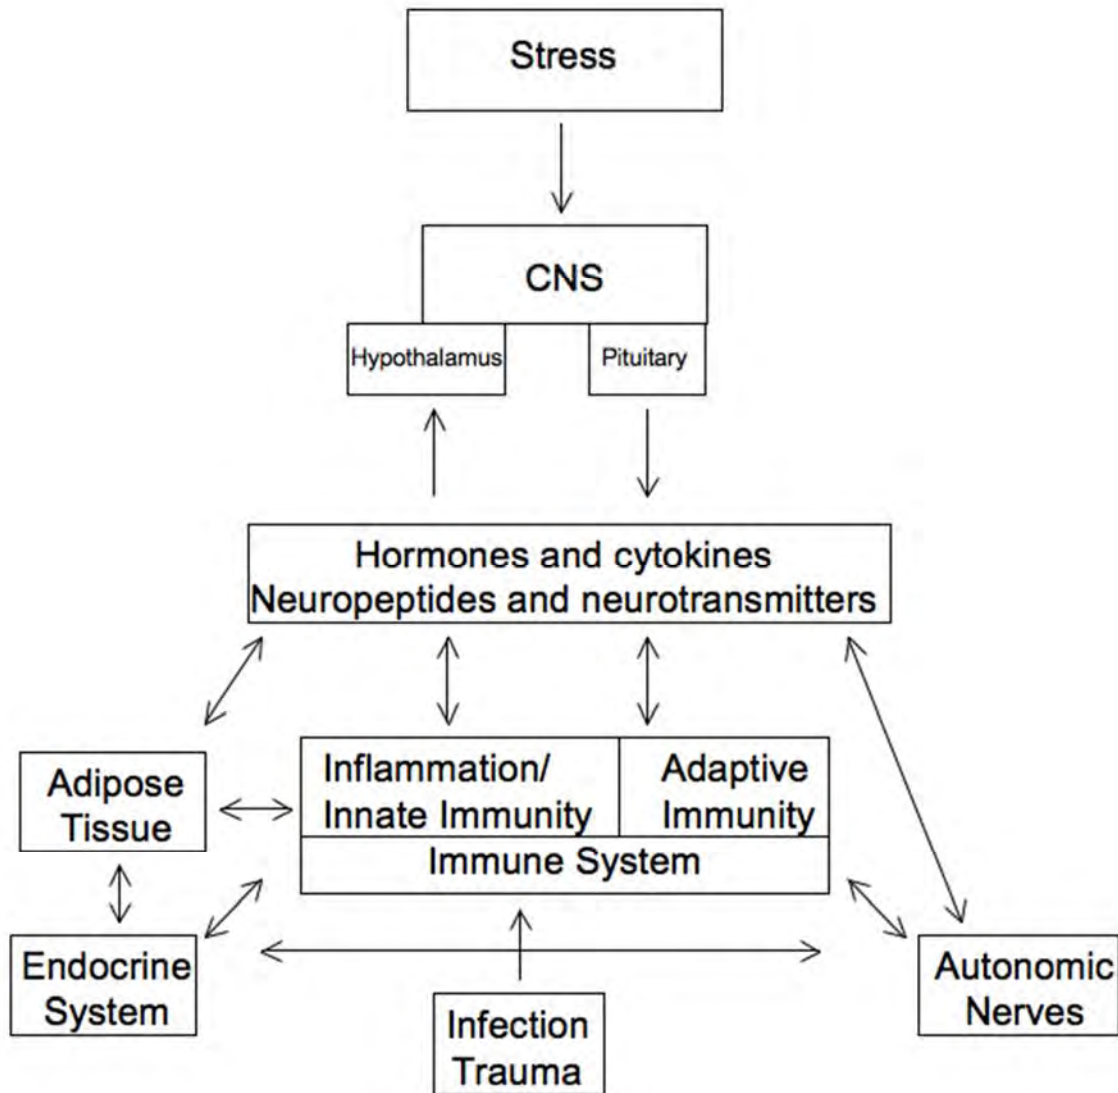 Stress
CNS
Hypothalamus
Pituitary
Hormones and cytokines
Neuropeptides and neurotransmitters
Adipose
Tissue
Inflammation/
Innate Immunity
Adaptive
Immunity
Immune System
Endocrine
System
Infection
Trauma
Autonomic
Nerves